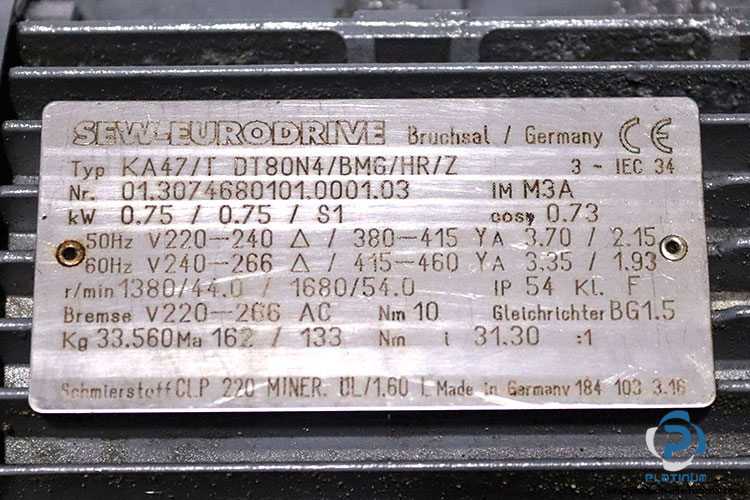 SEW-EURODRIVE Bruchsal / Germany CE
Typ KA47/T DT80N4/BMG/HR/Z 3 ~ IEC 34
Nr. 01.3074680101.0001.03 IM M3A
kW 0.75 / 0.75 / S1 cosφ 0.73
50Hz V220-240 Δ / 380-415 Y A 3.70 / 2.15
60Hz V240-266 Δ / 415-460 Y A 3.35 / 1.93
r/min 1380/44.0 / 1680/54.0 IP 54 Kl. F
Bremse V220-266 AC Nm 10 Gleichrichter BG1.5
Kg 33.560 Ma 162 / 133 Nm i 31.30 :1
Schmierstoff CLP 220 MINER. ÜL/1.60 L Made in Germany 184 103 3.16
PLATINUM